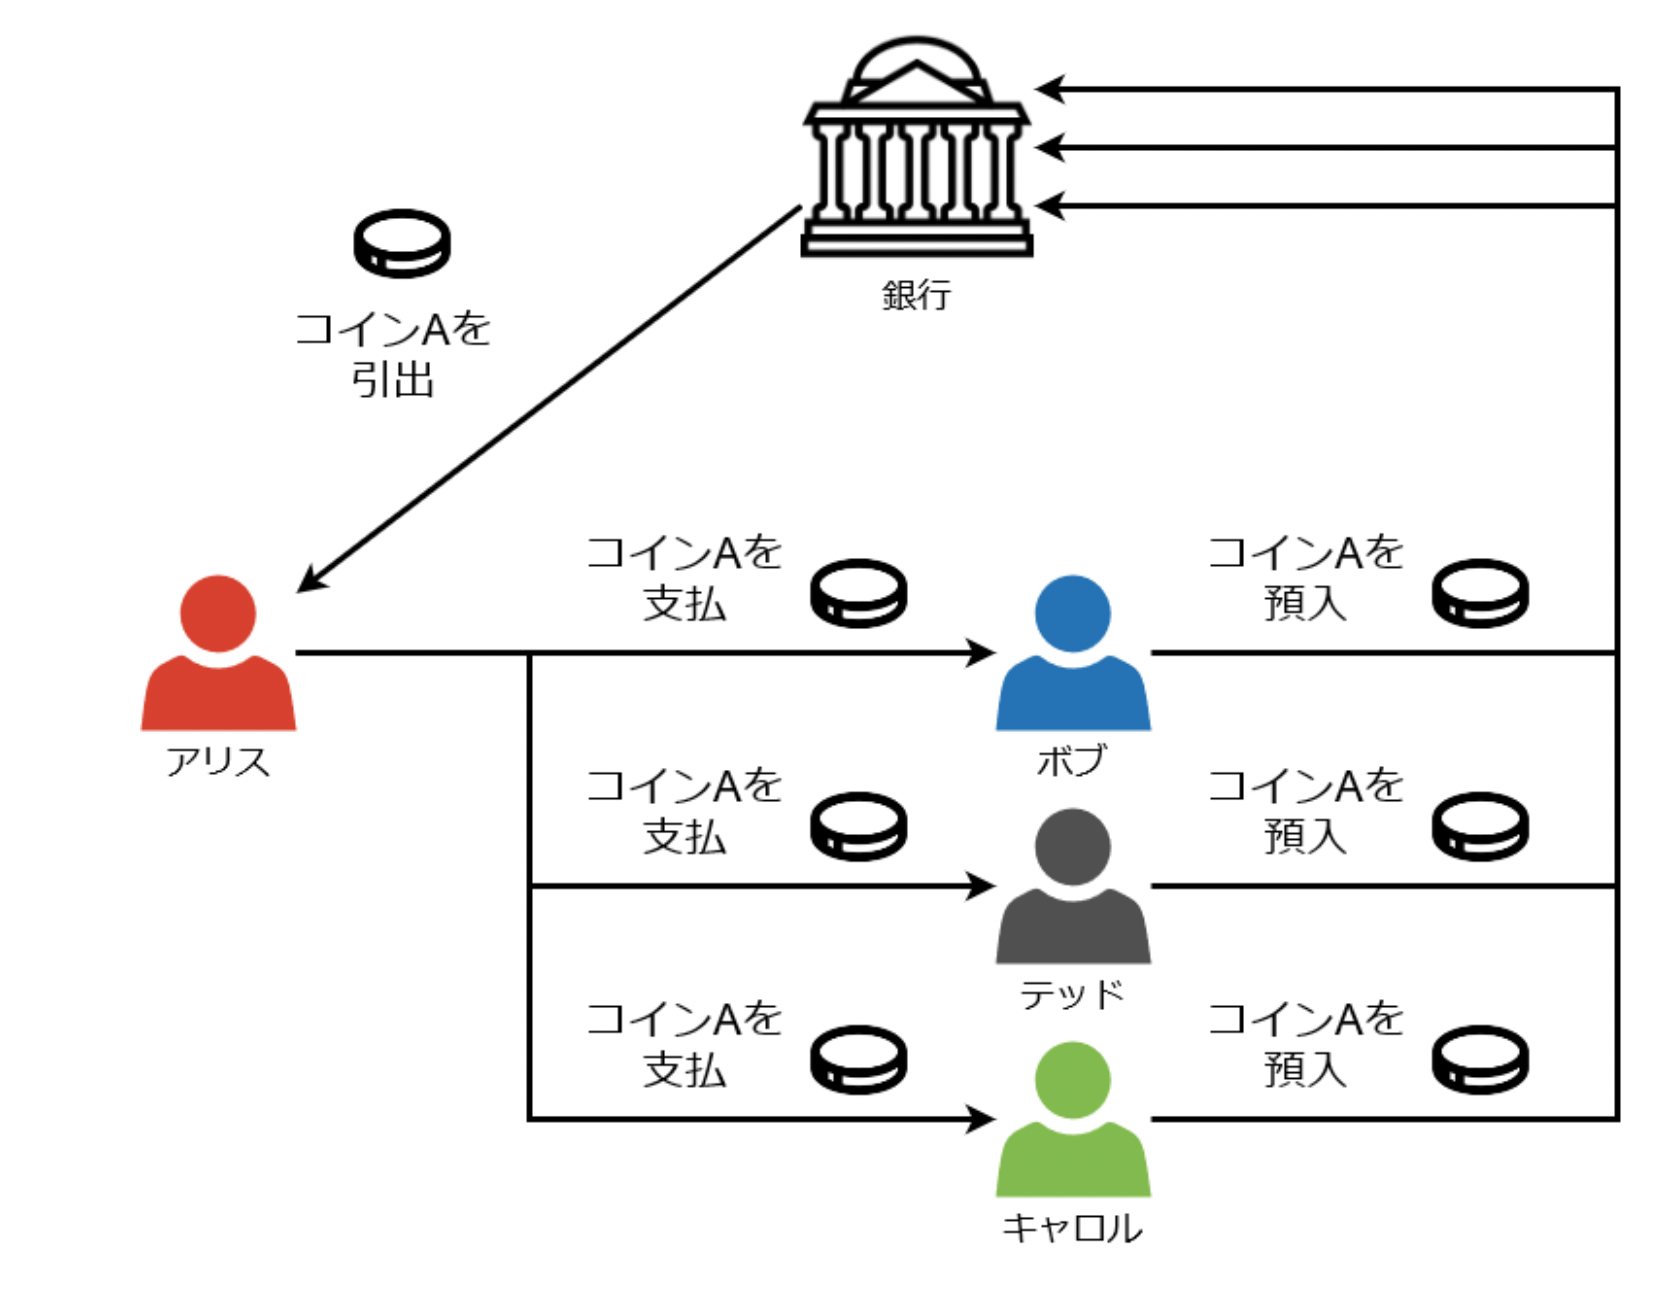 銀行
コインAを
引出
コインAを
支払
コインAを
預入
アリス
ボブ
コインAを
支払
コインAを
預入
テッド
コインAを
支払
コインAを
預入
キャロル